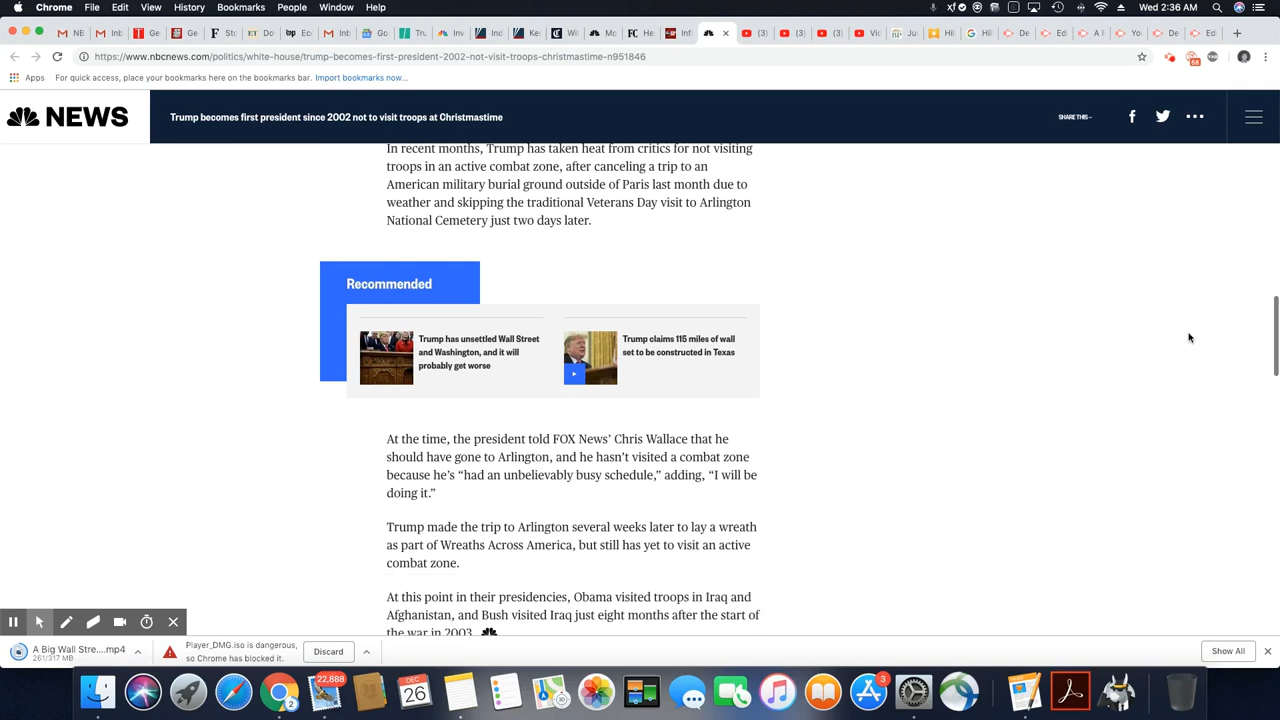 Chrome File Edit View History Bookmarks People Window Help
Wed 2:36 AM
https://www.nbcnews.com/politics/white-house/trump-becomes-first-president-2002-not-visit-troops-christmastime-n951846
Apps For quick access, place your bookmarks here on the bookmarks bar. Import bookmarks now...
NEWS Trump becomes first president since 2002 not to visit troops at Christmastime SHARE THIS –
In recent months, Trump has taken heat from critics for not visiting
troops in an active combat zone, after canceling a trip to an
American military burial ground outside of Paris last month due to
weather and skipping the traditional Veterans Day visit to Arlington
National Cemetery just two days later.
Recommended
Trump has unsettled Wall Street
and Washington, and it will
probably get worse
Trump claims 115 miles of wall
set to be constructed in Texas
At the time, the president told FOX News’ Chris Wallace that he
should have gone to Arlington, and he hasn’t visited a combat zone
because he’s “had an unbelievably busy schedule,” adding, “I will be
doing it.”
Trump made the trip to Arlington several weeks later to lay a wreath
as part of Wreaths Across America, but still has yet to visit an active
combat zone.
At this point in their presidencies, Obama visited troops in Iraq and
Afghanistan, and Bush visited Iraq just eight months after the start of
the war in 2003.
A Big Wall Stre....mp4
261/317 MB
Player_DMG.iso is dangerous,
so Chrome has blocked it.
Discard
Show All
22,888
DEC
26
2
3